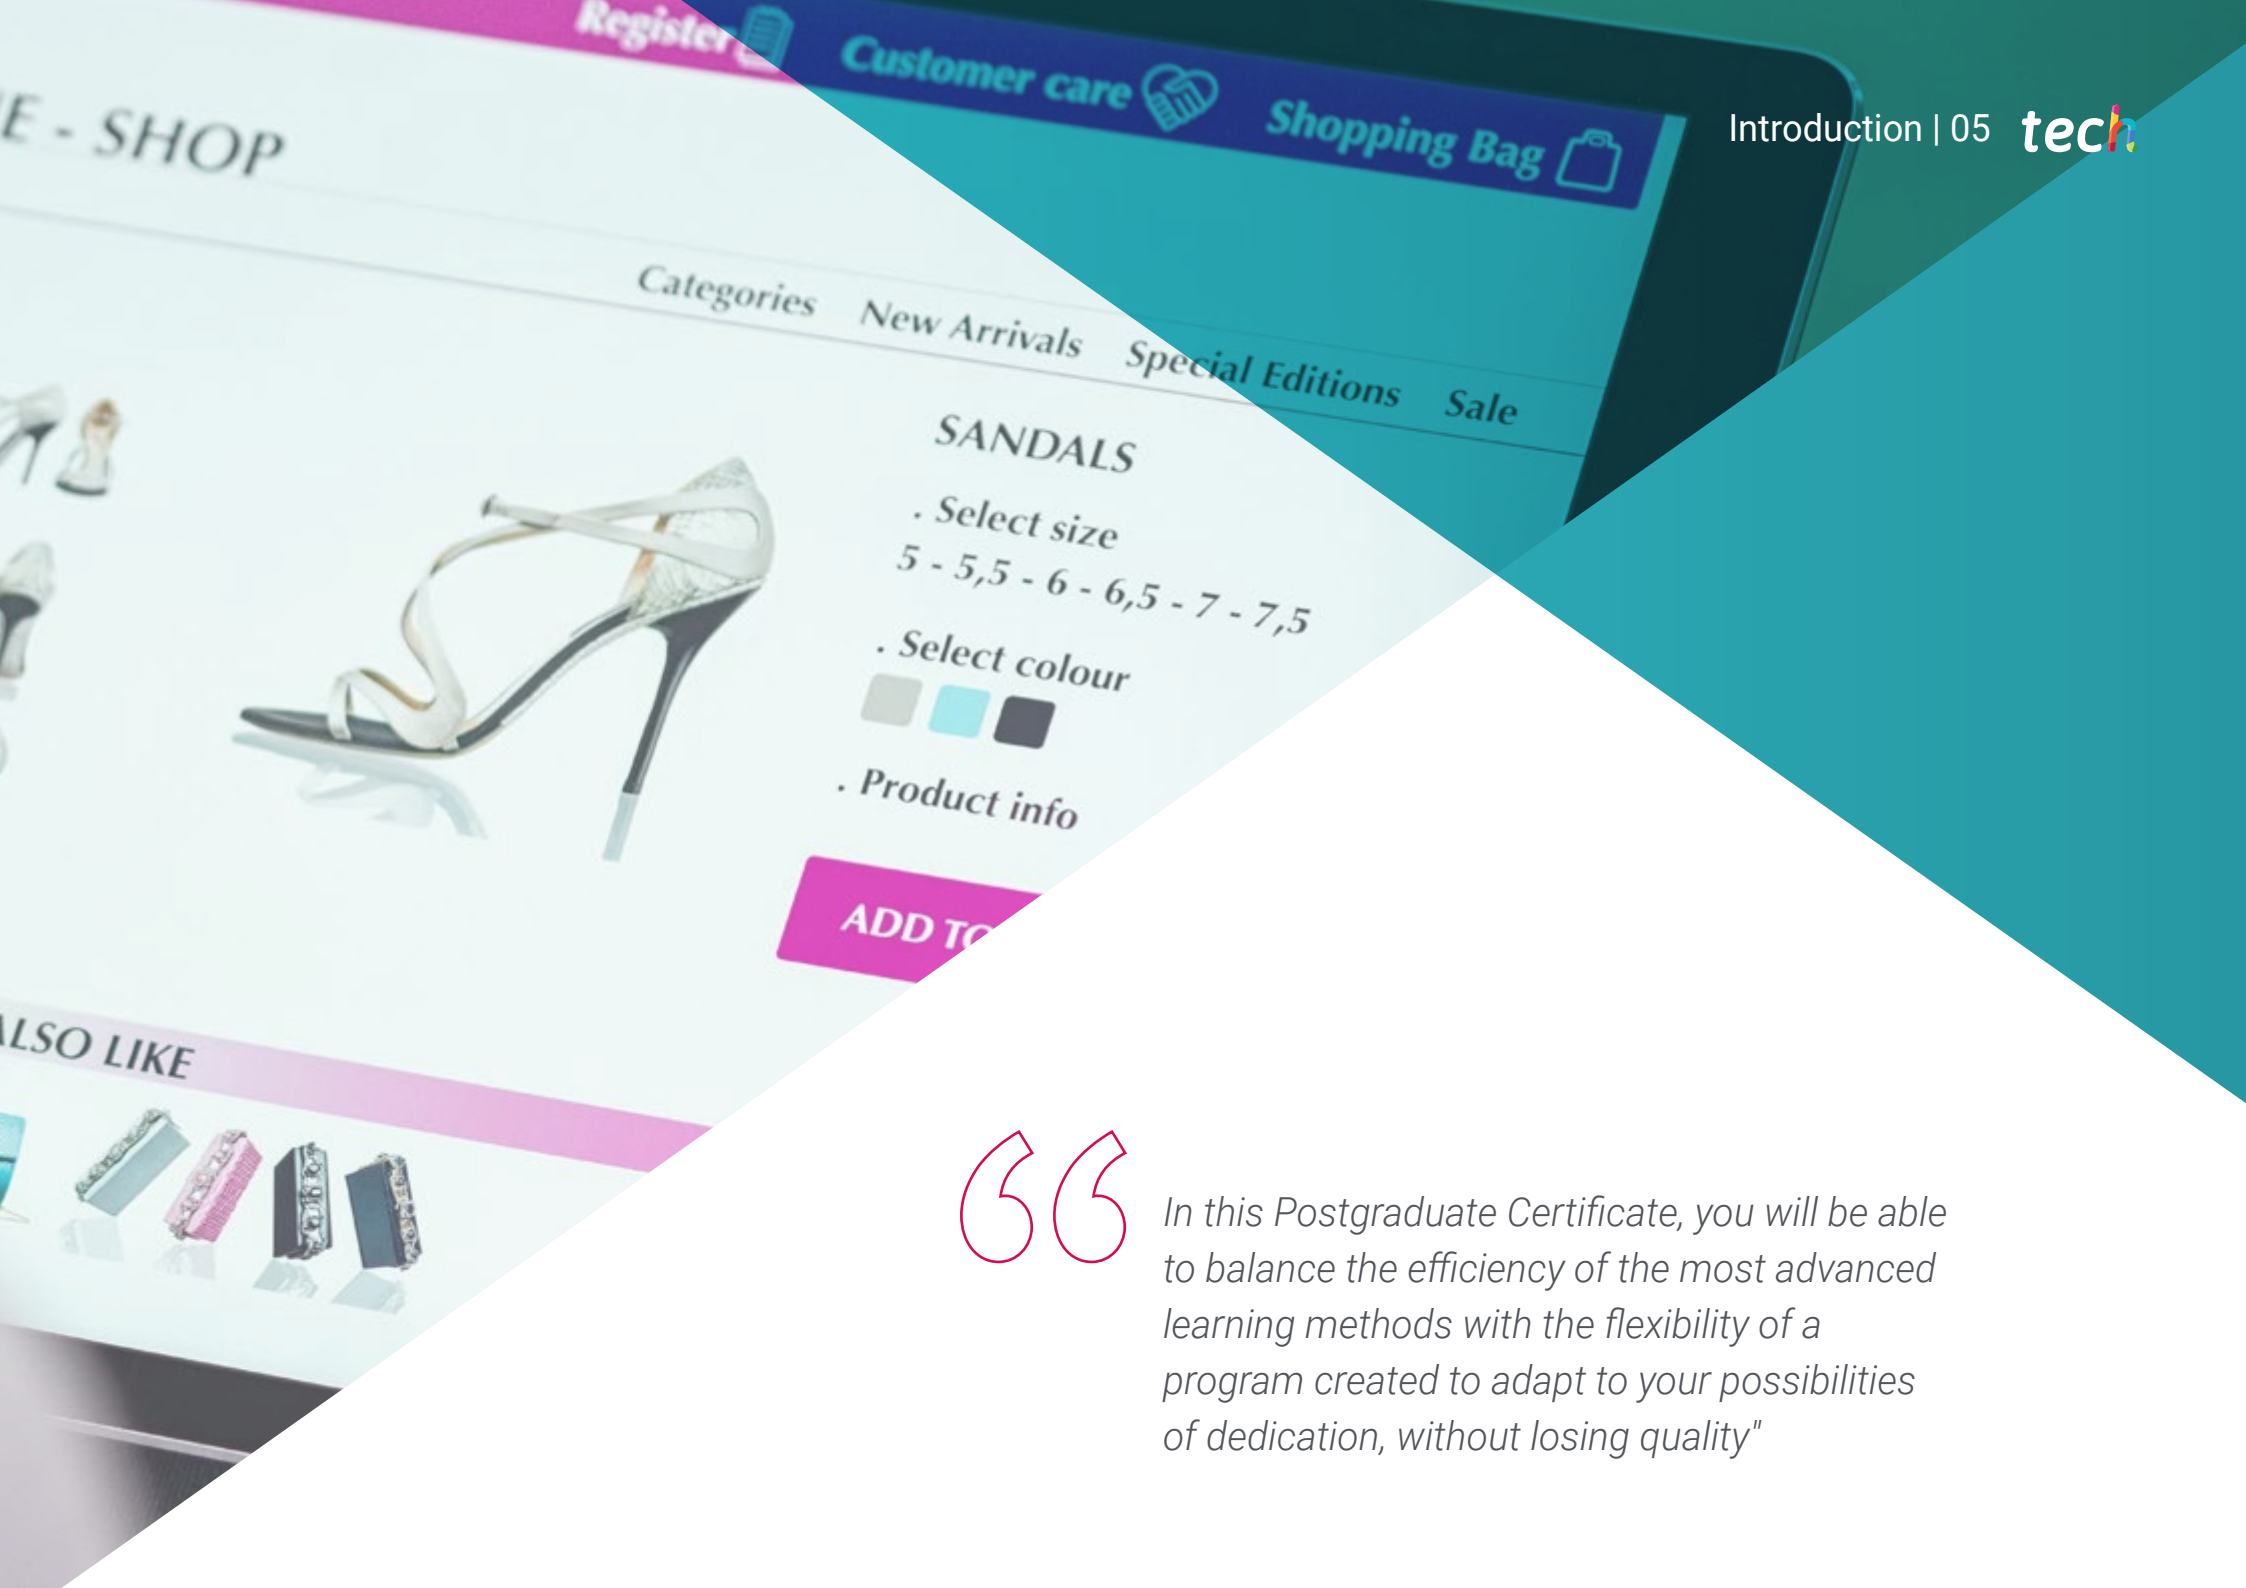 Register
Customer care
Shopping Bag
Introduction | 05
tech
E - SHOP
Categories New Arrivals Special Editions Sale
SANDALS
. Select size
5 - 5,5 - 6 - 6,5 - 7 - 7,5
. Select colour
. Product info
ADD TO
ALSO LIKE
In this Postgraduate Certificate, you will be able
to balance the efficiency of the most advanced
learning methods with the flexibility of a
program created to adapt to your possibilities
of dedication, without losing quality"